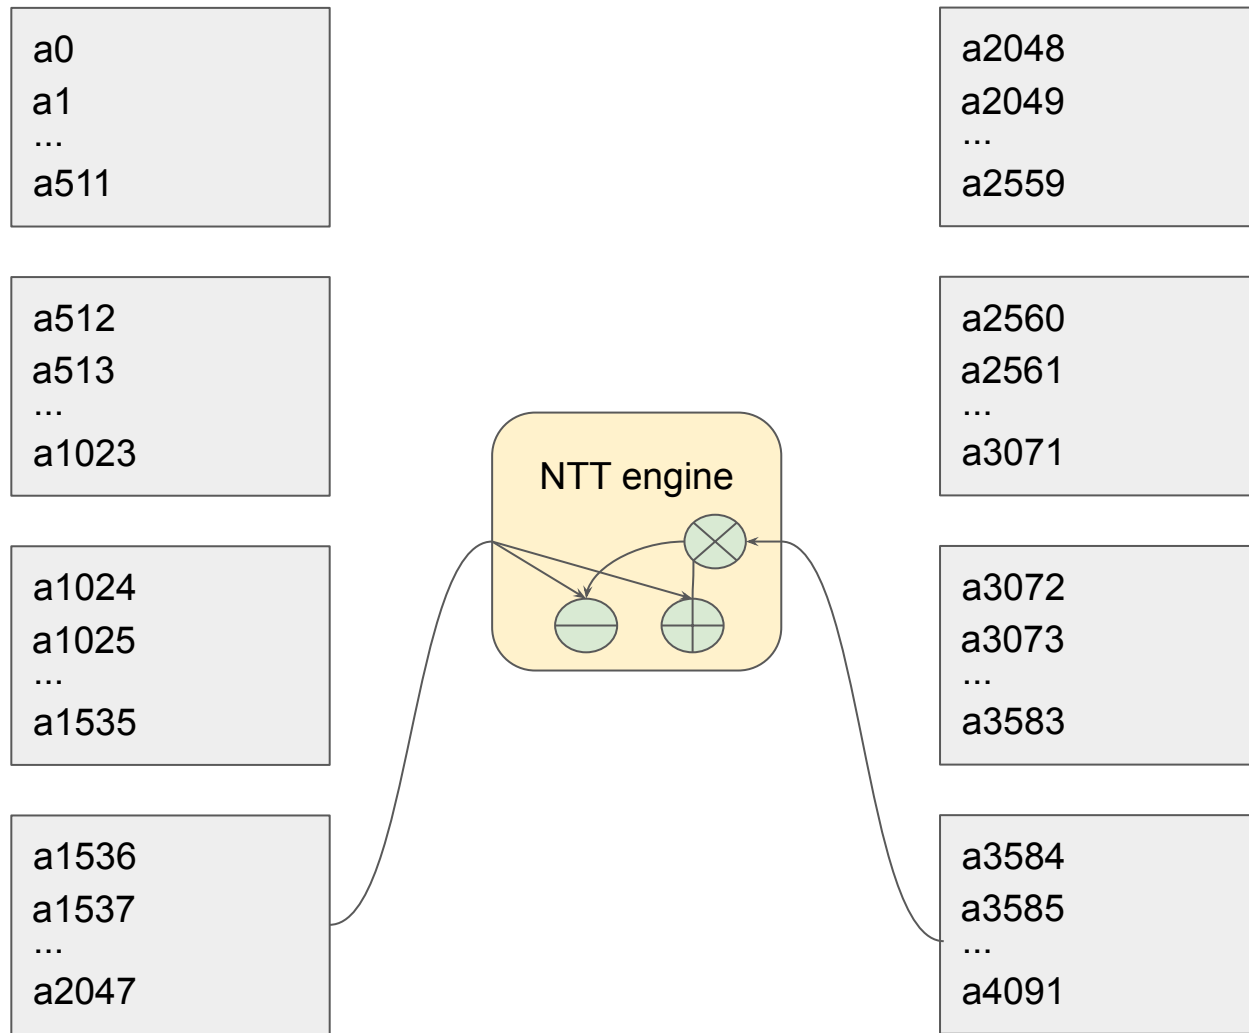 a0
a1
...
a511
a512
a513
...
a1023
a1024
a1025
...
a1535
a1536
a1537
...
a2047
NTT engine
a2048
a2049
...
a2559
a2560
a2561
...
a3071
a3072
a3073
...
a3583
a3584
a3585
...
a4091